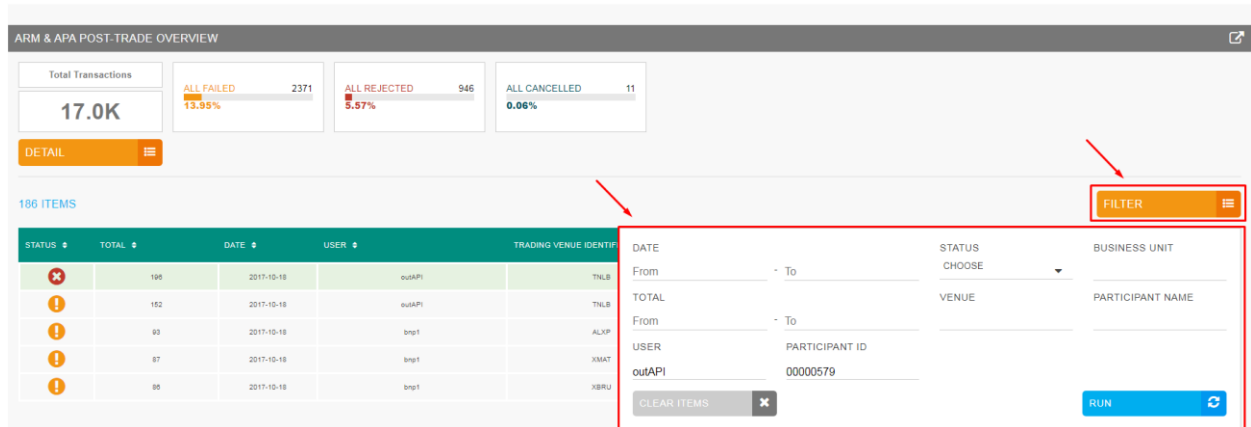 ARM & APA POST-TRADE OVERVIEW
Total Transactions
17.0K
ALL FAILED 2371
13.95%
ALL REJECTED 946
5.57%
ALL CANCELLED 11
0.06%
DETAIL
186 ITEMS
FILTER
STATUS TOTAL DATE USER TRADING VENUE IDENTIF
196 2017-10-18 outAPI TNLB
152 2017-10-18 outAPI TNLB
93 2017-10-18 bnp1 ALXP
87 2017-10-18 bnp1 XMAT
86 2017-10-18 bnp1 XBRU
DATE STATUS BUSINESS UNIT
From - To CHOOSE
TOTAL VENUE PARTICIPANT NAME
From - To
USER PARTICIPANT ID
outAPI 00000579
CLEAR ITEMS RUN